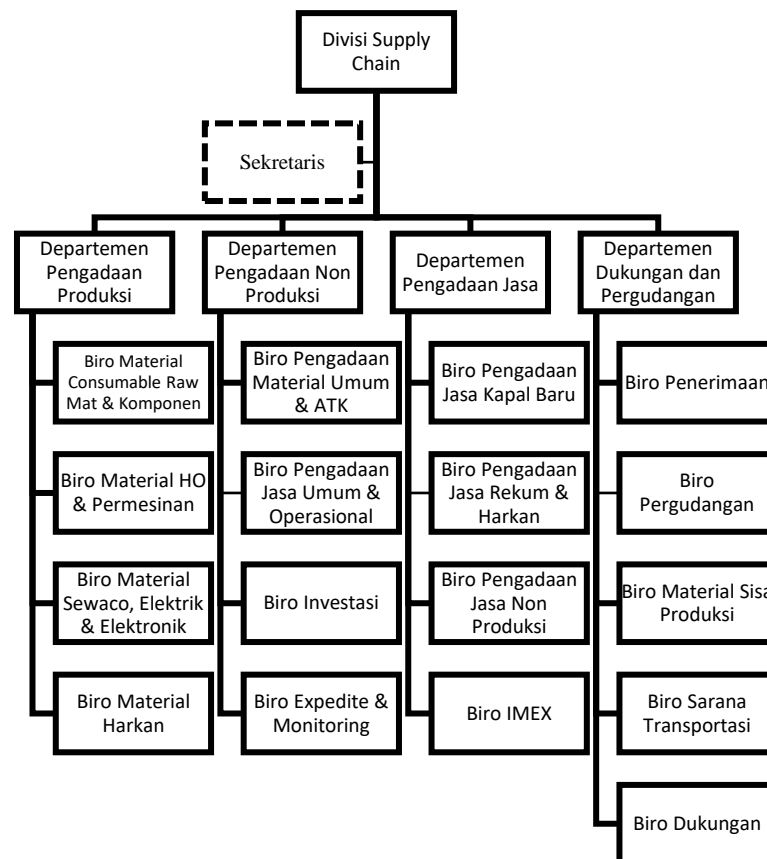 Divisi Supply
Chain
Sekretaris
Departemen
Pengadaan
Produksi
Departemen
Pengadaan Non
Produksi
Departemen
Pengadaan Jasa
Departemen
Dukungan dan
Pergudangan
Biro Material
Consumable Raw
Mat & Komponen
Biro Pengadaan
Material Umum
& ATK
Biro Pengadaan
Jasa Kapal Baru
Biro Penerimaan
Biro Material HO
& Permesinan
Biro Pengadaan
Jasa Umum &
Operasional
Biro Pengadaan
Jasa Rekum &
Harkan
Biro
Pergudangan
Biro Material
Sewaco, Elektrik
& Elektronik
Biro Investasi
Biro Pengadaan
Jasa Non
Produksi
Biro Material Sisa
Produksi
Biro Material
Harkan
Biro Expedite &
Monitoring
Biro IMEX
Biro Sarana
Transportasi
Biro Dukungan